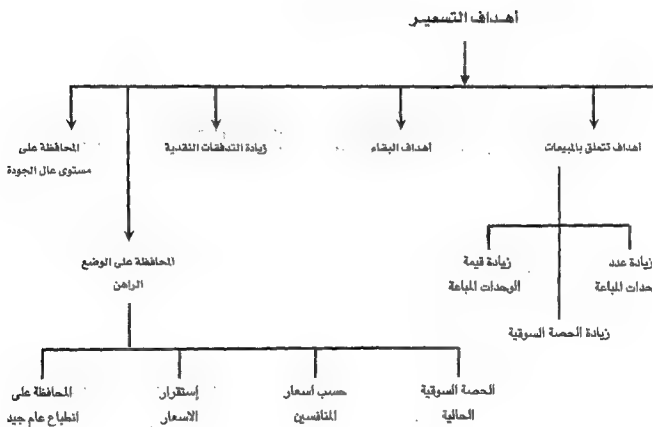 أهداف التسعير
أهداف تتعلق بالمبيعات
أهداف البقاء
زيادة التدفقات النقدية
المحافظة على
مستوى عال الجودة
زيادة عدد
حدات المباعة
زيادة قيمة
الوحدات المباعة
زيادة الحصة السوقية
المحافظة على الوضع
الراهن
الحصة السوقية
الحالية
حسب أسعار
المنافسين
إستقرار
الاسعار
المحافظة على
انطباع عام جيد